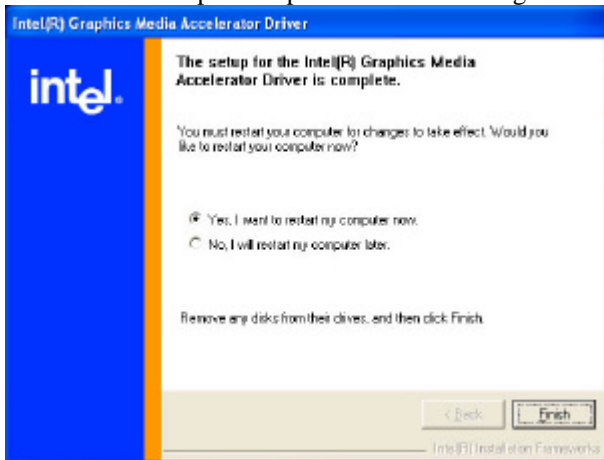 Intel(R) Graphics Media Accelerator Driver
intel.
The setup for the Intel(R) Graphics Media
Accelerator Driver is complete.
You must restart your computer for changes to take effect. Would you
like to restart your computer now?
Yes, I want to restart my computer now.
No, I will restart my computer later.
Remove any disks from their drives, and then click Finish.
< Back
Finish
Intel(R) Installation Frameworks